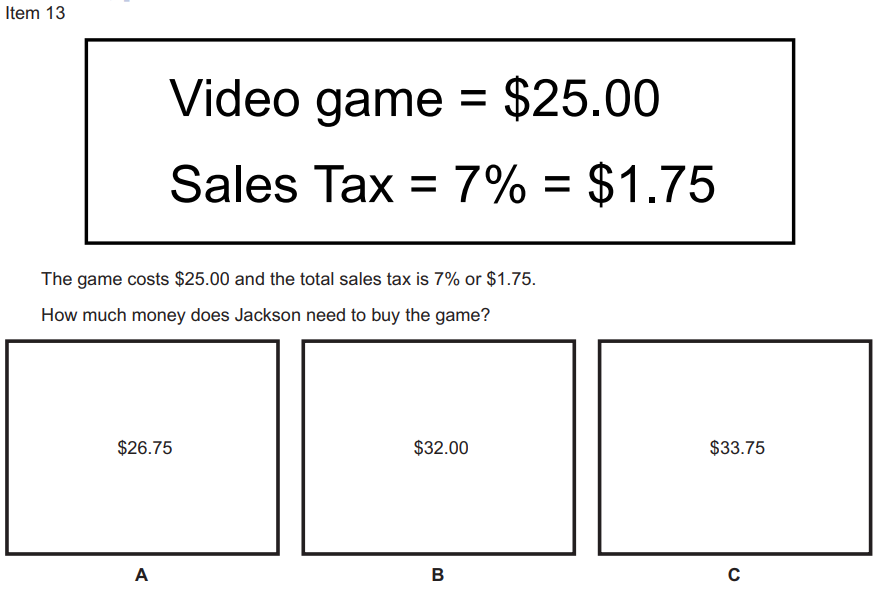 Item 13
Video game = $25.00
Sales Tax = 7% = $1.75
The game costs $25.00 and the total sales tax is 7% or $1.75.
How much money does Jackson need to buy the game?
$26.75
$32.00
$33.75
A
B
C